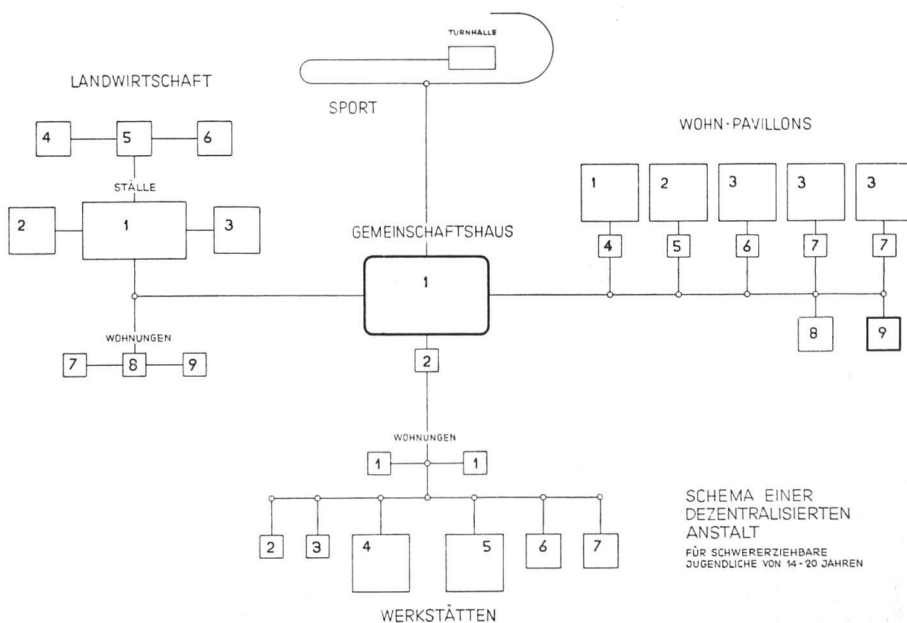 TURNHALLE
LANDWIRTSCHAFT
SPORT
WOHN-PAVILLONS
4 5 6
STÄLLE
1 2 3 3 3
2 1 3
GEMEINSCHAFTSHAUS
4 5 6 7 7
1
WOHNUNGEN
8 9
7 8 9
2
WOHNUNGEN
1 1
2 3 4 5 6 7
WERKSTÄTTEN
SCHEMA EINER
DEZENTRALISIERTEN
ANSTALT
FÜR SCHWERERZIEHBARE
JUGENDLICHE VON 14-20 JAHREN